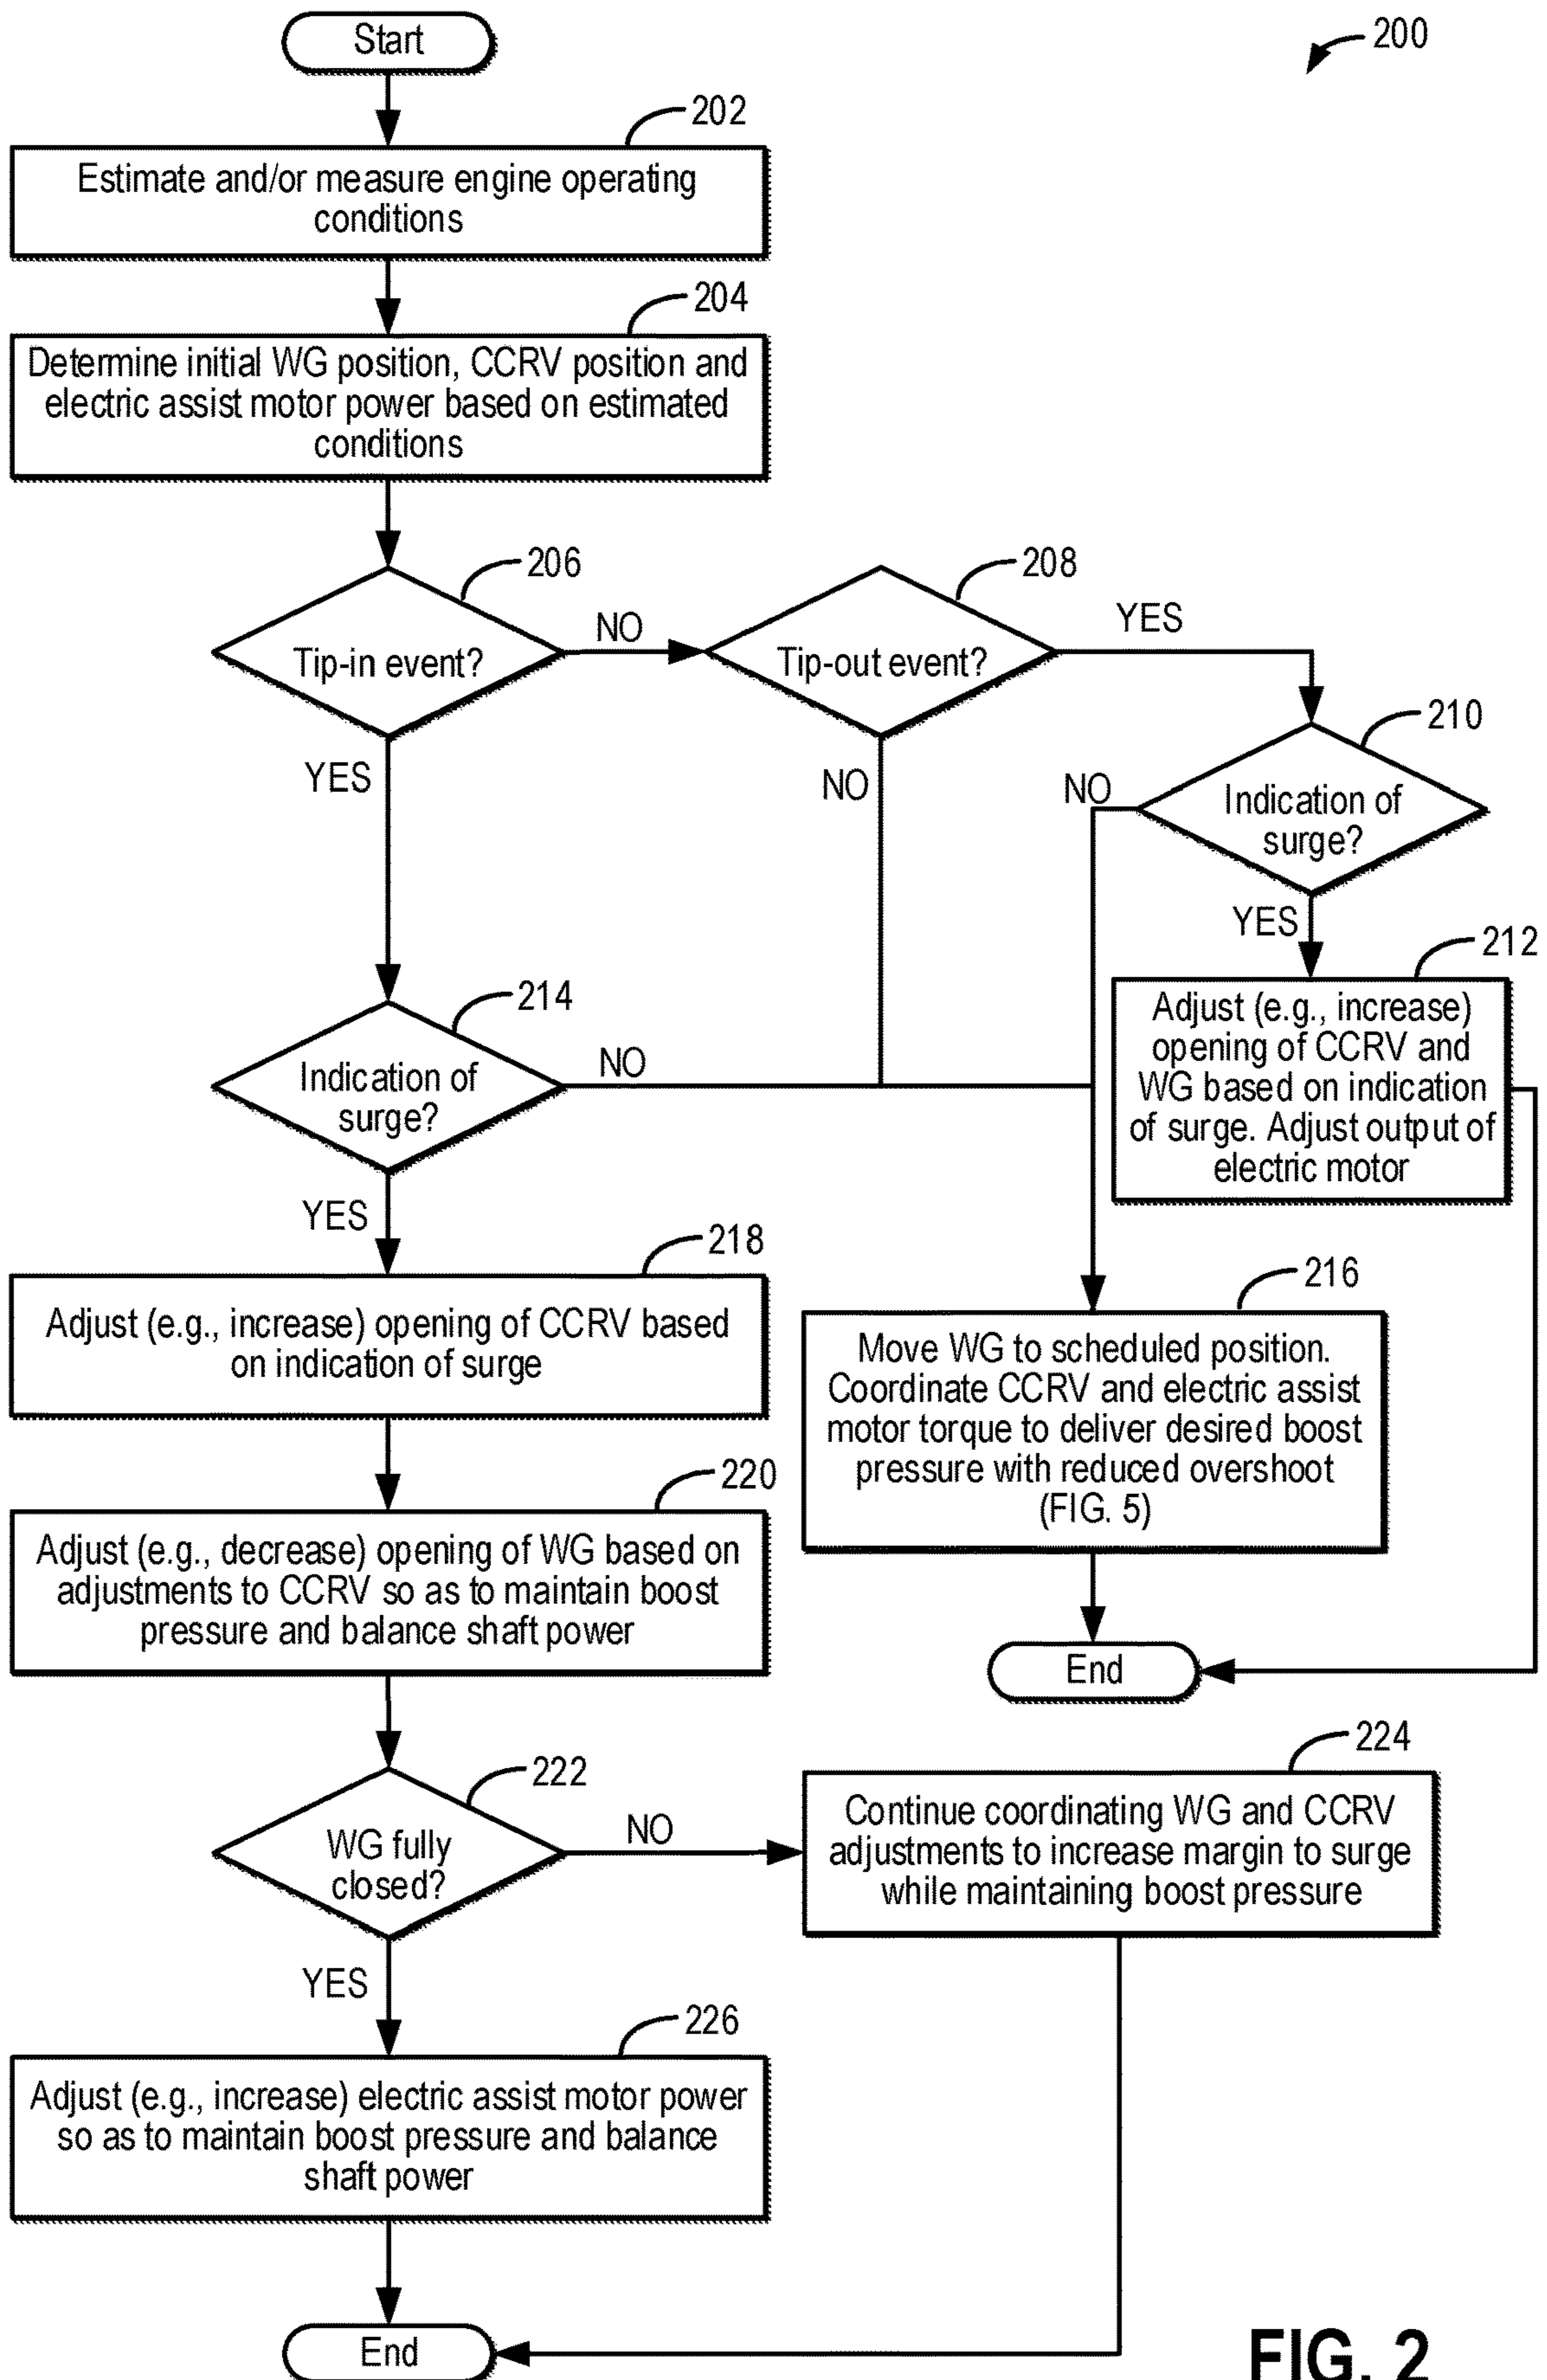 Start
200
202
Estimate and/or measure engine operating
conditions
204
Determine initial WG position, CCRV position and
electric assist motor power based on estimated
conditions
206
Tip-in event?
NO
208
Tip-out event?
YES
YES
NO
210
Indication of
surge?
NO
YES
212
Adjust (e.g., increase)
opening of CCRV and
WG based on indication
of surge. Adjust output of
electric motor
214
Indication of
surge?
NO
YES
216
Move WG to scheduled position.
Coordinate CCRV and electric assist
motor torque to deliver desired boost
pressure with reduced overshoot
(FIG. 5)
End
218
Adjust (e.g., increase) opening of CCRV based
on indication of surge
220
Adjust (e.g., decrease) opening of WG based on
adjustments to CCRV so as to maintain boost
pressure and balance shaft power
222
WG fully
closed?
NO
YES
224
Continue coordinating WG and CCRV
adjustments to increase margin to surge
while maintaining boost pressure
226
Adjust (e.g., increase) electric assist motor power
so as to maintain boost pressure and balance
shaft power
End
FIG. 2